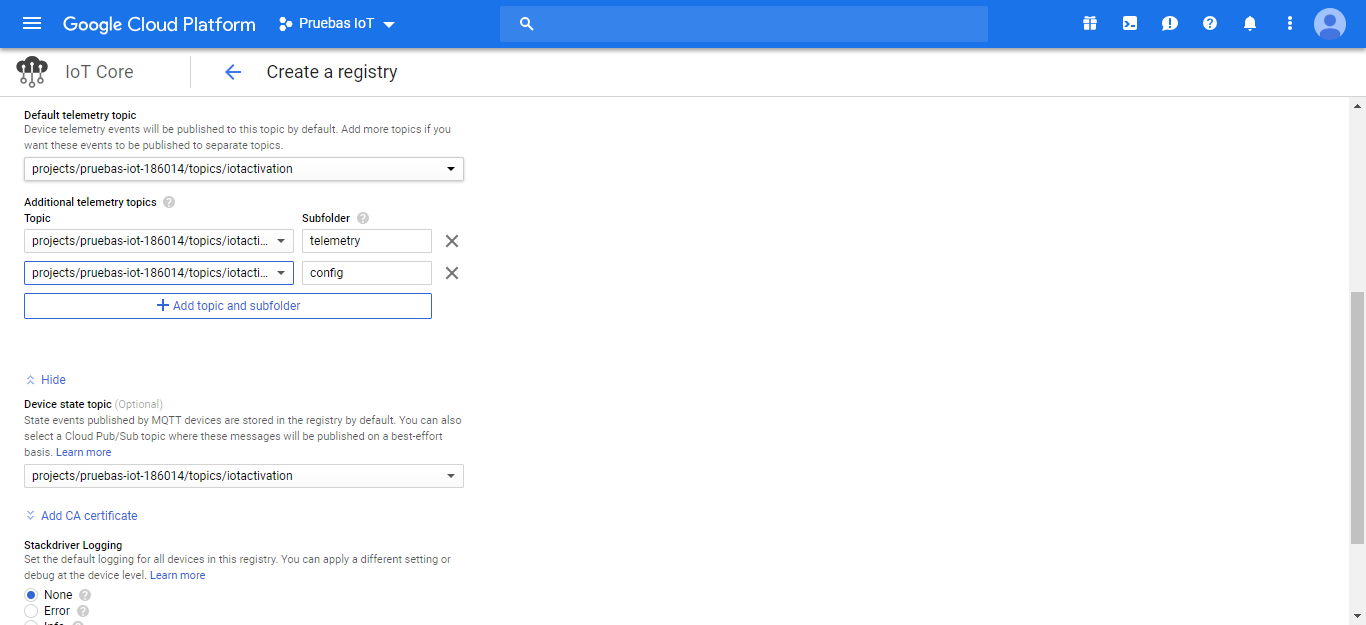 Google Cloud Platform
Pruebas IoT
IoT Core
Create a registry
Default telemetry topic
Device telemetry events will be published to this topic by default. Add more topics if you
want these events to be published to separate topics.
projects/pruebas-iot-186014/topics/iotactivation
Additional telemetry topics ?
Topic Subfolder ?
projects/pruebas-iot-186014/topics/iotacti... telemetry
projects/pruebas-iot-186014/topics/iotacti... config
+ Add topic and subfolder
Hide
Device state topic (Optional)
State events published by MQTT devices are stored in the registry by default. You can also
select a Cloud Pub/Sub topic where these messages will be published on a best-effort
basis. Learn more
projects/pruebas-iot-186014/topics/iotactivation
Add CA certificate
Stackdriver Logging
Set the default logging for all devices in this registry. You can apply a different setting or
debug at the device level. Learn more
None ?
Error ?